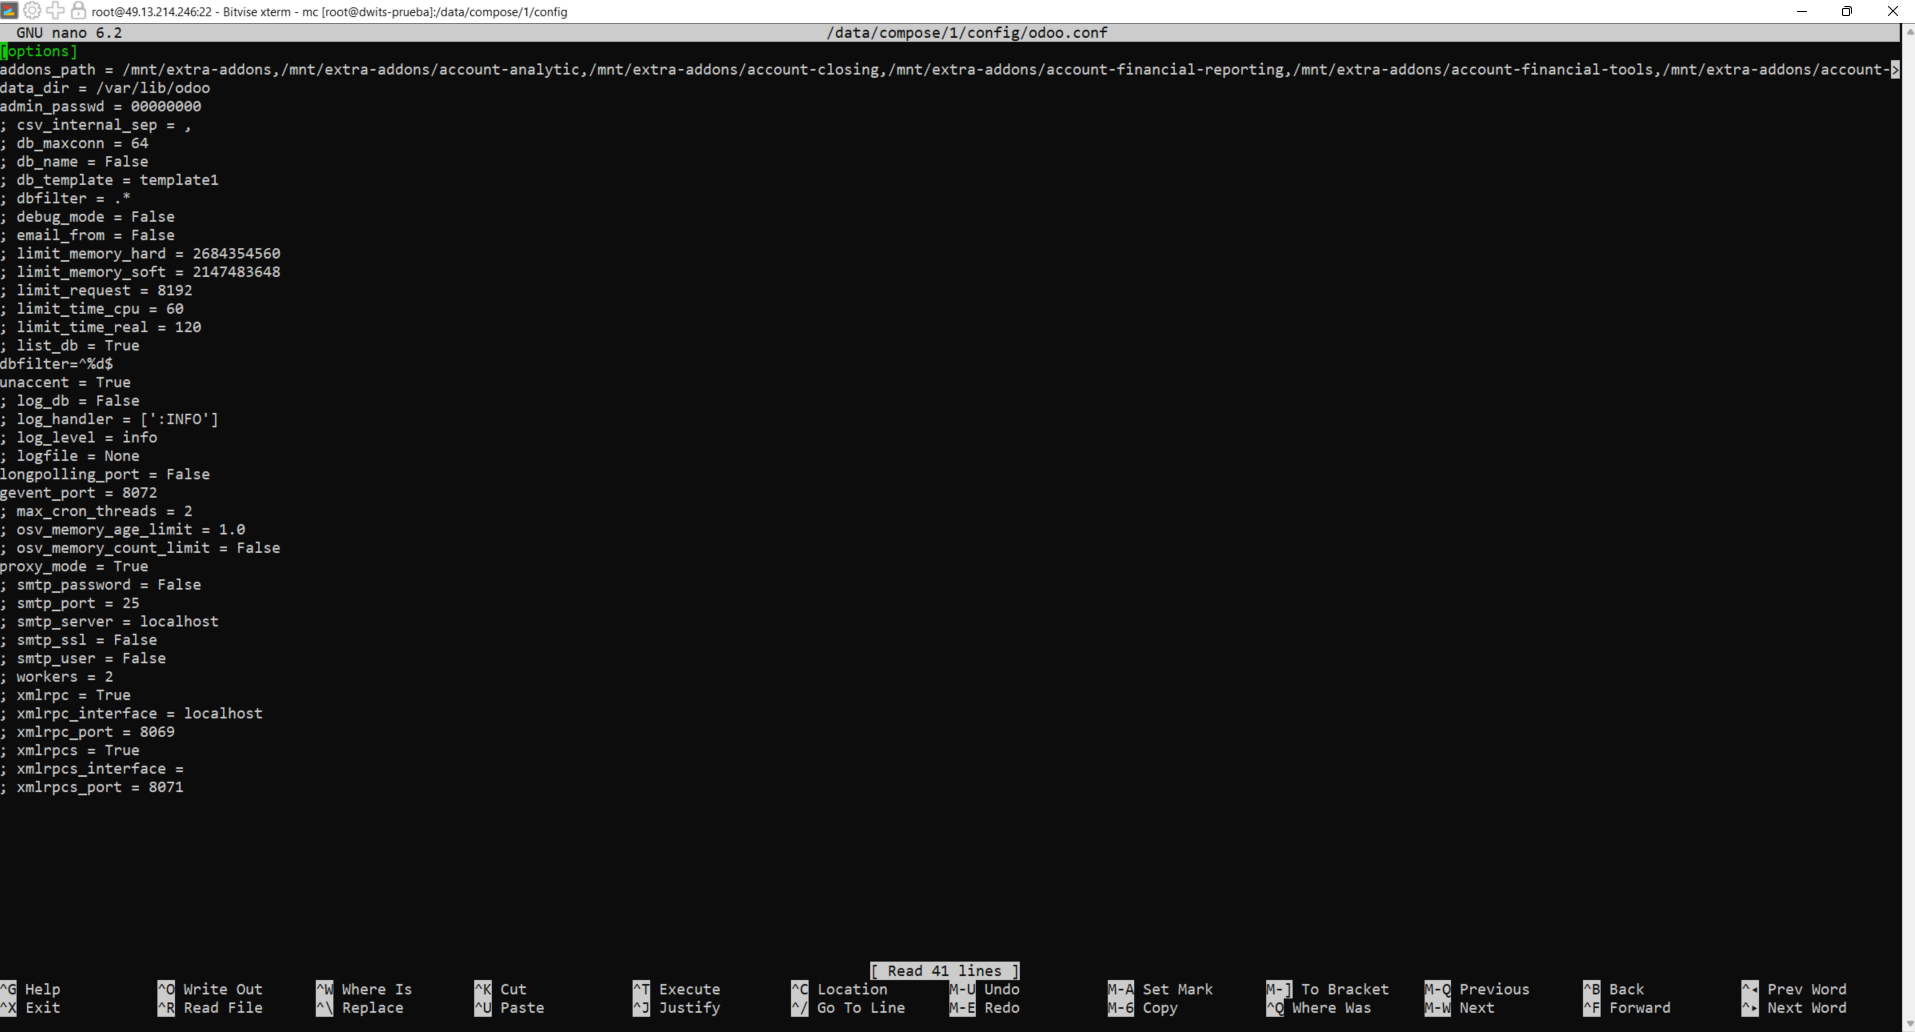 root@49.13.214.246:22 - Bitvise xterm - mc [root@dwits-prueba]:/data/compose/1/config
GNU nano 6.2 /data/compose/1/config/odoo.conf
[options]
addons_path = /mnt/extra-addons,/mnt/extra-addons/account-analytic,/mnt/extra-addons/account-closing,/mnt/extra-addons/account-financial-reporting,/mnt/extra-addons/account-financial-tools,/mnt/extra-addons/account->
data_dir = /var/lib/odoo
admin_passwd = 00000000
; csv_internal_sep = ,
; db_maxconn = 64
; db_name = False
; db_template = template1
; dbfilter = .*
; debug_mode = False
; email_from = False
; limit_memory_hard = 2684354560
; limit_memory_soft = 2147483648
; limit_request = 8192
; limit_time_cpu = 60
; limit_time_real = 120
; list_db = True
dbfilter=^%d$
unaccent = True
; log_db = False
; log_handler = [':INFO']
; log_level = info
; logfile = None
longpolling_port = False
gevent_port = 8072
; max_cron_threads = 2
; osv_memory_age_limit = 1.0
; osv_memory_count_limit = False
proxy_mode = True
; smtp_password = False
; smtp_port = 25
; smtp_server = localhost
; smtp_ssl = False
; smtp_user = False
; workers = 2
; xmlrpc = True
; xmlrpc_interface = localhost
; xmlrpc_port = 8069
; xmlrpcs = True
; xmlrpcs_interface =
; xmlrpcs_port = 8071
[ Read 41 lines ]
^G Help ^O Write Out ^W Where Is ^K Cut ^T Execute ^C Location M-U Undo M-A Set Mark M-] To Bracket M-Q Previous ^B Back ^◂ Prev Word
^X Exit ^R Read File ^\ Replace ^U Paste ^J Justify ^/ Go To Line M-E Redo M-6 Copy ^Q Where Was M-W Next ^F Forward ^▸ Next Word